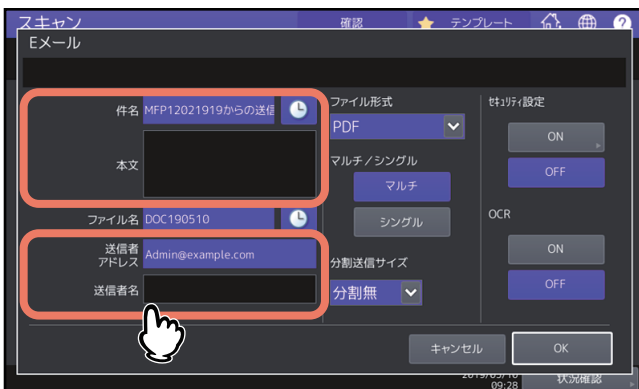 スキャン 確認 テンプレート ?
Eメール
件名 MFP12021919からの送信
本文
ファイル名 DOC190510
送信者
アドレス Admin@example.com
送信者名
ファイル形式
PDF
マルチ/シングル
マルチ
シングル
分割送信サイズ
分割無
セキュリティ設定
ON
OFF
OCR
ON
OFF
キャンセル OK
09:28 状況確認